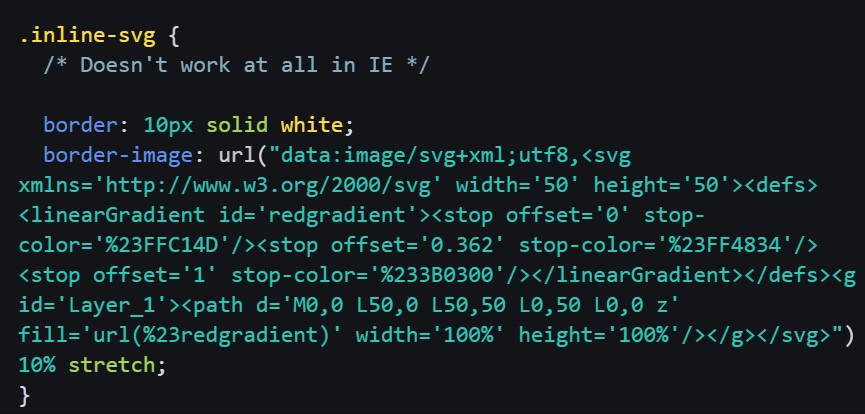 .inline-svg {
/* Doesn't work at all in IE */
border: 10px solid white;
border-image: url("data:image/svg+xml;utf8,<svg
xmlns='http://www.w3.org/2000/svg' width='50' height='50'><defs>
<linearGradient id='redgradient'><stop offset='0' stop-
color='%23FFC14D'/><stop offset='0.362' stop-color='%23FF4834'/>
<stop offset='1' stop-color='%233B0300'/></linearGradient></defs><g
id='Layer_1'><path d='M0,0 L50,0 L50,50 L0,50 L0,0 z'
fill='url(%23redgradient)' width='100%' height='100%'/></g></svg>")
10% stretch;
}